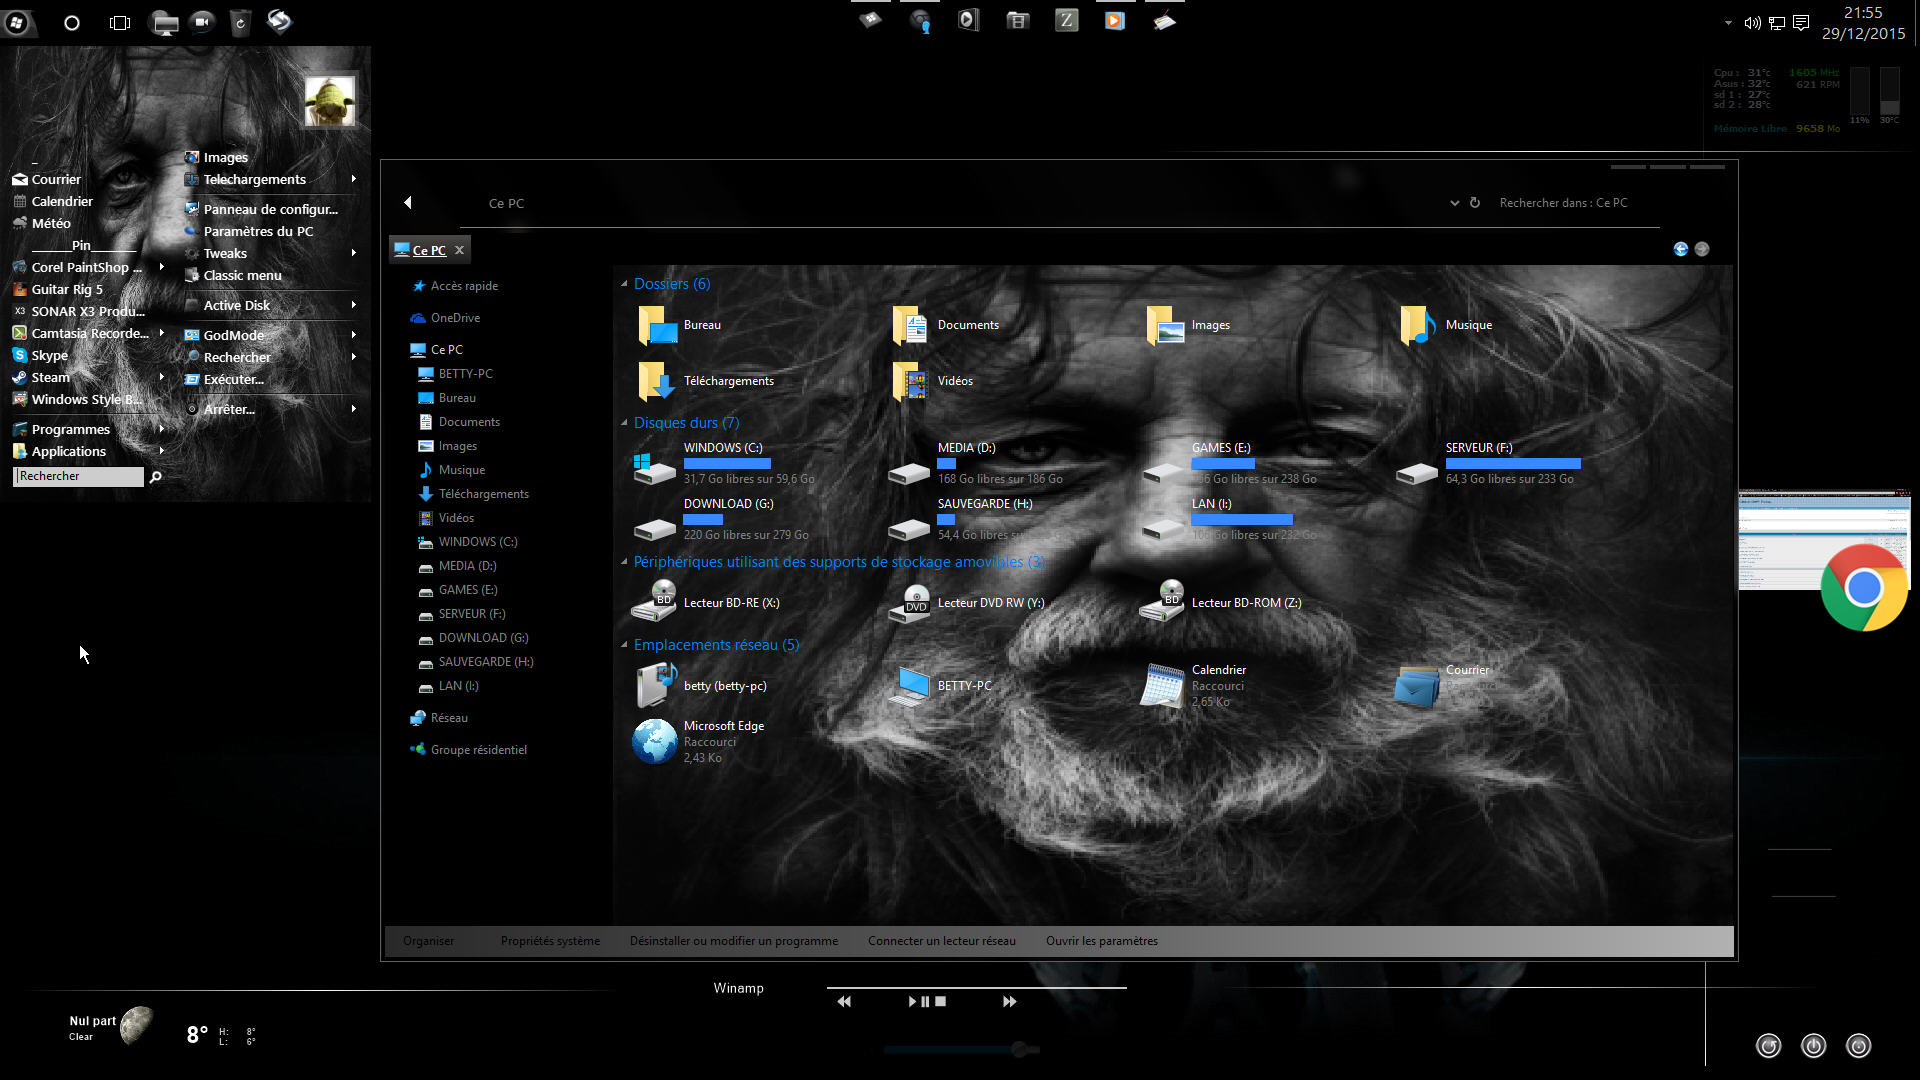 21:55
29/12/2015
Cpu : 31°c 1605 MHz
Asus : 32°c 621 RPM
sd 1 : 27°c
sd 2 : 28°c
11% 30°C
Mémoire Libre 9658 Mo
_
Courrier
Calendrier
Météo
Pin
Corel PaintShop ...
Guitar Rig 5
X3 SONAR X3 Produ...
Camtasia Recorde...
Skype
Steam
Windows Style B...
Programmes
Applications
Rechercher
Images
Telechargements
Panneau de configur...
Paramètres du PC
Tweaks
Classic menu
Active Disk
GodMode
Rechercher
Exécuter...
Arrêter...
Z
Ce PC
Rechercher dans : Ce PC
Ce PC
Accès rapide
OneDrive
Ce PC
BETTY-PC
Bureau
Documents
Images
Musique
Téléchargements
Vidéos
WINDOWS (C:)
MEDIA (D:)
GAMES (E:)
SERVEUR (F:)
DOWNLOAD (G:)
SAUVEGARDE (H:)
LAN (I:)
Réseau
Groupe résidentiel
Dossiers (6)
Bureau
Documents
Images
Musique
Téléchargements
Vidéos
Disques durs (7)
WINDOWS (C:)
31,7 Go libres sur 59,6 Go
MEDIA (D:)
168 Go libres sur 186 Go
GAMES (E:)
Go libres sur 238 Go
SERVEUR (F:)
64,3 Go libres sur 233 Go
DOWNLOAD (G:)
220 Go libres sur 279 Go
SAUVEGARDE (H:)
54,4 Go libres sur
LAN (I:)
Go libres sur 232 Go
Périphériques utilisant des supports de stockage amovibles (3)
BD
Lecteur BD-RE (X:)
DVD
Lecteur DVD RW (Y:)
BD
Lecteur BD-ROM (Z:)
Emplacements réseau (5)
betty (betty-pc)
BETTY-PC
Calendrier
Raccourci
2,65 Ko
Courrier
Raccourci
Microsoft Edge
Raccourci
2,43 Ko
Organiser
Propriétés système
Désinstaller ou modifier un programme
Connecter un lecteur réseau
Ouvrir les paramètres
Winamp
Nul part
Clear
8°
H: 8°
L: 6°